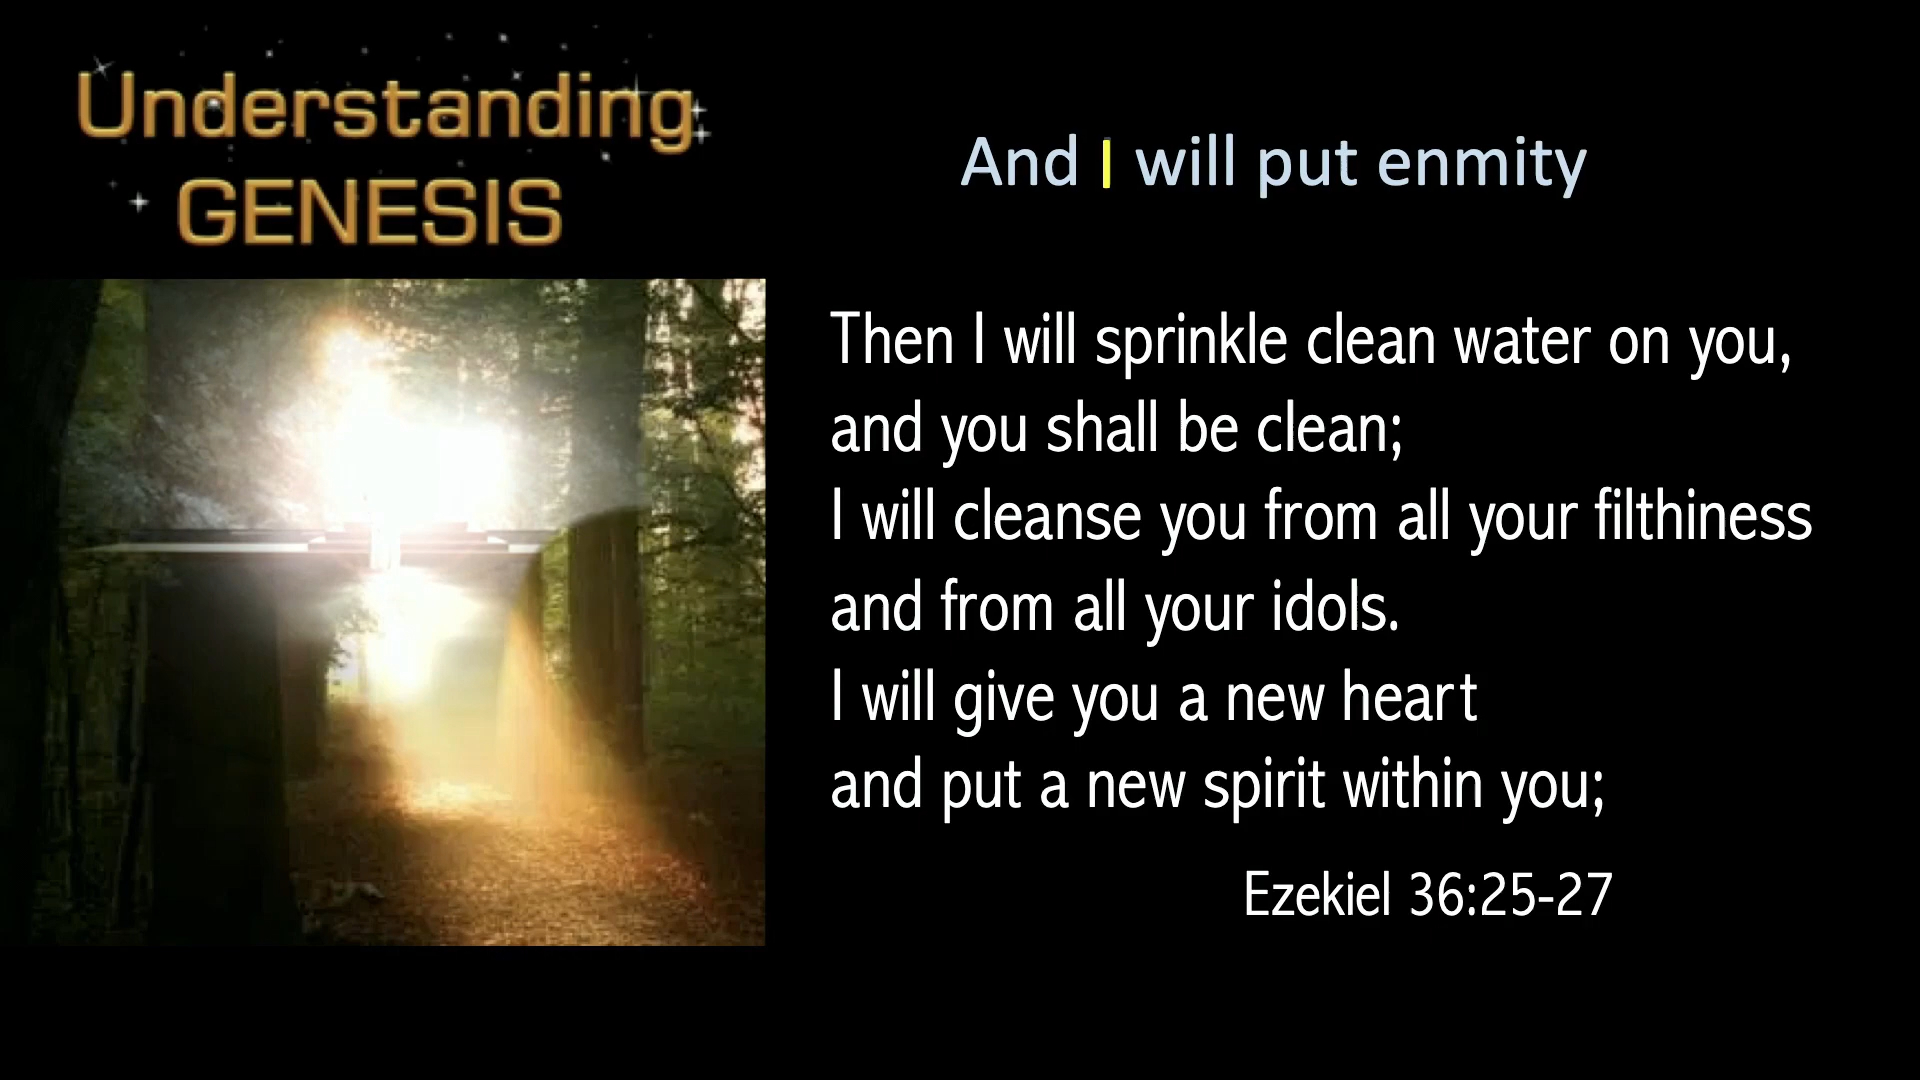 Understanding
GENESIS
And I will put enmity
Then I will sprinkle clean water on you,
and you shall be clean;
I will cleanse you from all your filthiness
and from all your idols.
I will give you a new heart
and put a new spirit within you;
Ezekiel 36:25-27